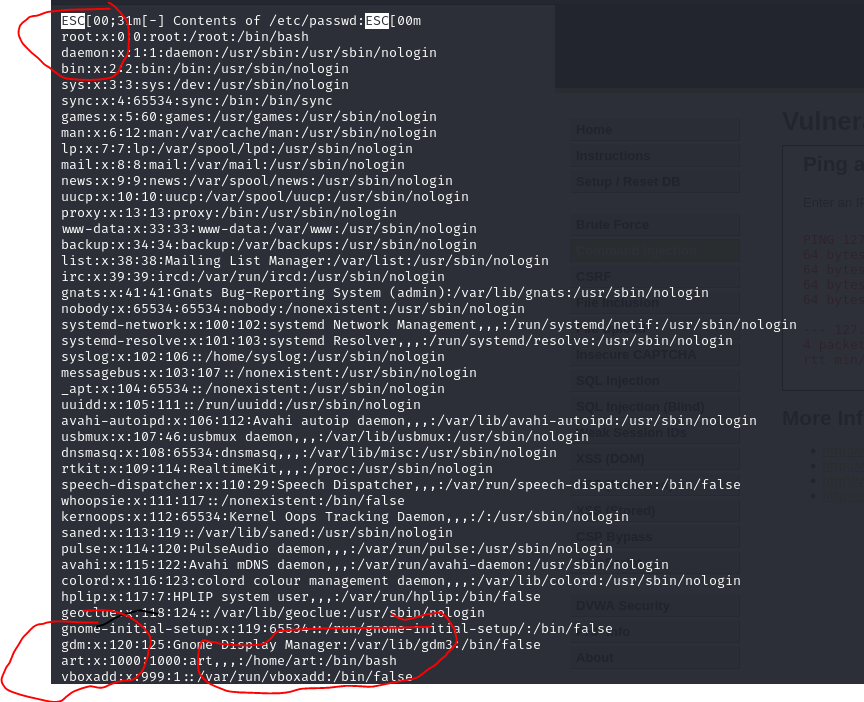 ESC[00;31m[-] Contents of /etc/passwd:ESC[00m
root:x:0:0:root:/root:/bin/bash
daemon:x:1:1:daemon:/usr/sbin:/usr/sbin/nologin
bin:x:2:2:bin:/bin:/usr/sbin/nologin
sys:x:3:3:sys:/dev:/usr/sbin/nologin
sync:x:4:65534:sync:/bin:/bin/sync
games:x:5:60:games:/usr/games:/usr/sbin/nologin
man:x:6:12:man:/var/cache/man:/usr/sbin/nologin
lp:x:7:7:lp:/var/spool/lpd:/usr/sbin/nologin
mail:x:8:8:mail:/var/mail:/usr/sbin/nologin
news:x:9:9:news:/var/spool/news:/usr/sbin/nologin
uucp:x:10:10:uucp:/var/spool/uucp:/usr/sbin/nologin
proxy:x:13:13:proxy:/bin:/usr/sbin/nologin
www-data:x:33:33:www-data:/var/www:/usr/sbin/nologin
backup:x:34:34:backup:/var/backups:/usr/sbin/nologin
list:x:38:38:Mailing List Manager:/var/list:/usr/sbin/nologin
irc:x:39:39:ircd:/var/run/ircd:/usr/sbin/nologin
gnats:x:41:41:Gnats Bug-Reporting System (admin):/var/lib/gnats:/usr/sbin/nologin
nobody:x:65534:65534:nobody:/nonexistent:/usr/sbin/nologin
systemd-network:x:100:102:systemd Network Management,,,:/run/systemd/netif:/usr/sbin/nologin
systemd-resolve:x:101:103:systemd Resolver,,,:/run/systemd/resolve:/usr/sbin/nologin
syslog:x:102:106::/home/syslog:/usr/sbin/nologin
messagebus:x:103:107::/nonexistent:/usr/sbin/nologin
_apt:x:104:65534::/nonexistent:/usr/sbin/nologin
uuidd:x:105:111::/run/uuidd:/usr/sbin/nologin
avahi-autoipd:x:106:112:Avahi autoip daemon,,,:/var/lib/avahi-autoipd:/usr/sbin/nologin
usbmux:x:107:46:usbmux daemon,,,:/var/lib/usbmux:/usr/sbin/nologin
dnsmasq:x:108:65534:dnsmasq,,,:/var/lib/misc:/usr/sbin/nologin
rtkit:x:109:114:RealtimeKit,,,:/proc:/usr/sbin/nologin
speech-dispatcher:x:110:29:Speech Dispatcher,,,:/var/run/speech-dispatcher:/bin/false
whoopsie:x:111:117::/nonexistent:/bin/false
kernoops:x:112:65534:Kernel Oops Tracking Daemon,,,:/:/usr/sbin/nologin
saned:x:113:119::/var/lib/saned:/usr/sbin/nologin
pulse:x:114:120:PulseAudio daemon,,,:/var/run/pulse:/usr/sbin/nologin
avahi:x:115:122:Avahi mDNS daemon,,,:/var/run/avahi-daemon:/usr/sbin/nologin
colord:x:116:123:colord colour management daemon,,,:/var/lib/colord:/usr/sbin/nologin
hplip:x:117:7:HPLIP system user,,,:/var/run/hplip:/bin/false
geoclue:x:118:124::/var/lib/geoclue:/usr/sbin/nologin
gnome-initial-setup:x:119:65534::/run/gnome-initial-setup/:/bin/false
gdm:x:120:125:Gnome Display Manager:/var/lib/gdm3:/bin/false
art:x:1000:1000:art,,,:/home/art:/bin/bash
vboxadd:x:999:1::/var/run/vboxadd:/bin/false
Home
Instructions
Setup / Reset DB
Brute Force
Command Injection
CSRF
File Inclusion
Insecure CAPTCHA
SQL Injection
SQL Injection (Blind)
Weak Session IDs
XSS (DOM)
CSP Bypass
DVWA Security
About
Ping a
Enter an
64 bytes
64 bytes
64 bytes
64 bytes
More Inf